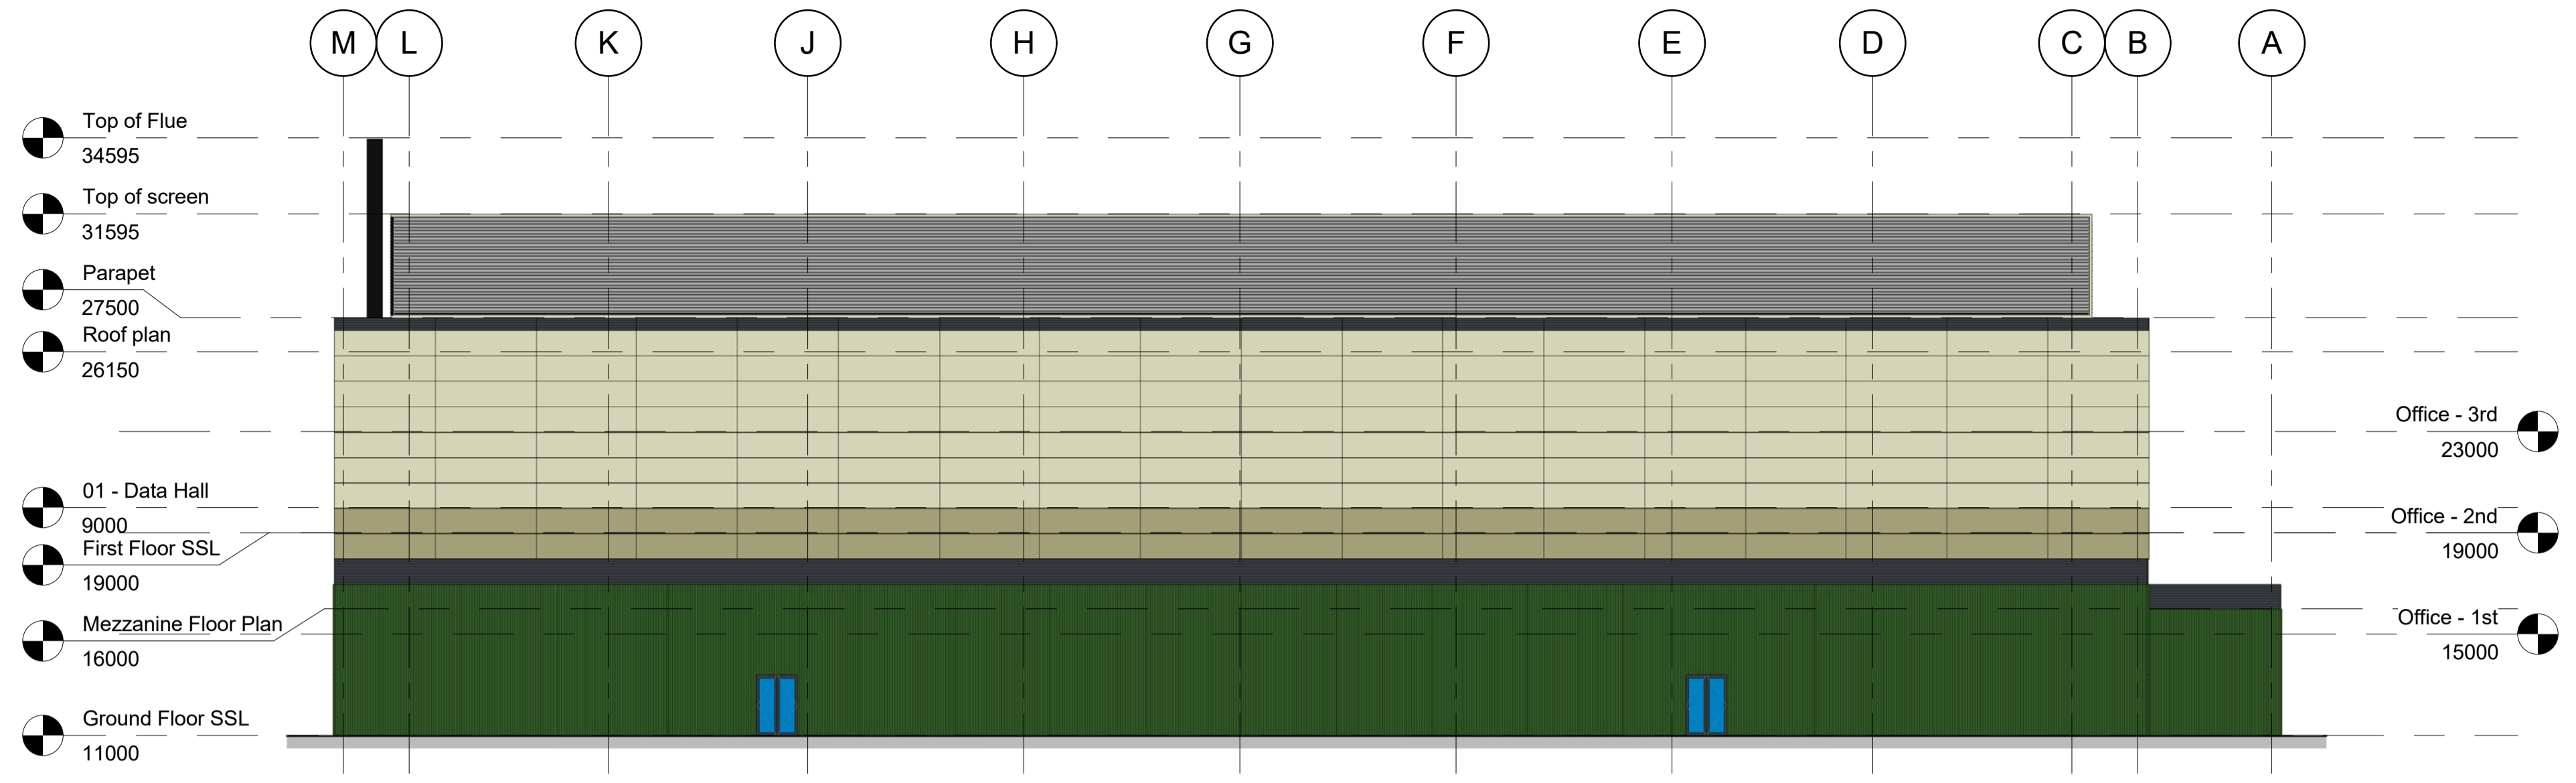 M L K J H G F E D C B A
Top of Flue
34595
Top of screen
31595
Parapet
27500
Roof plan
26150
Office - 3rd
23000
01 - Data Hall
9000
First Floor SSL
19000
Office - 2nd
19000
Mezzanine Floor Plan
16000
Office - 1st
15000
Ground Floor SSL
11000